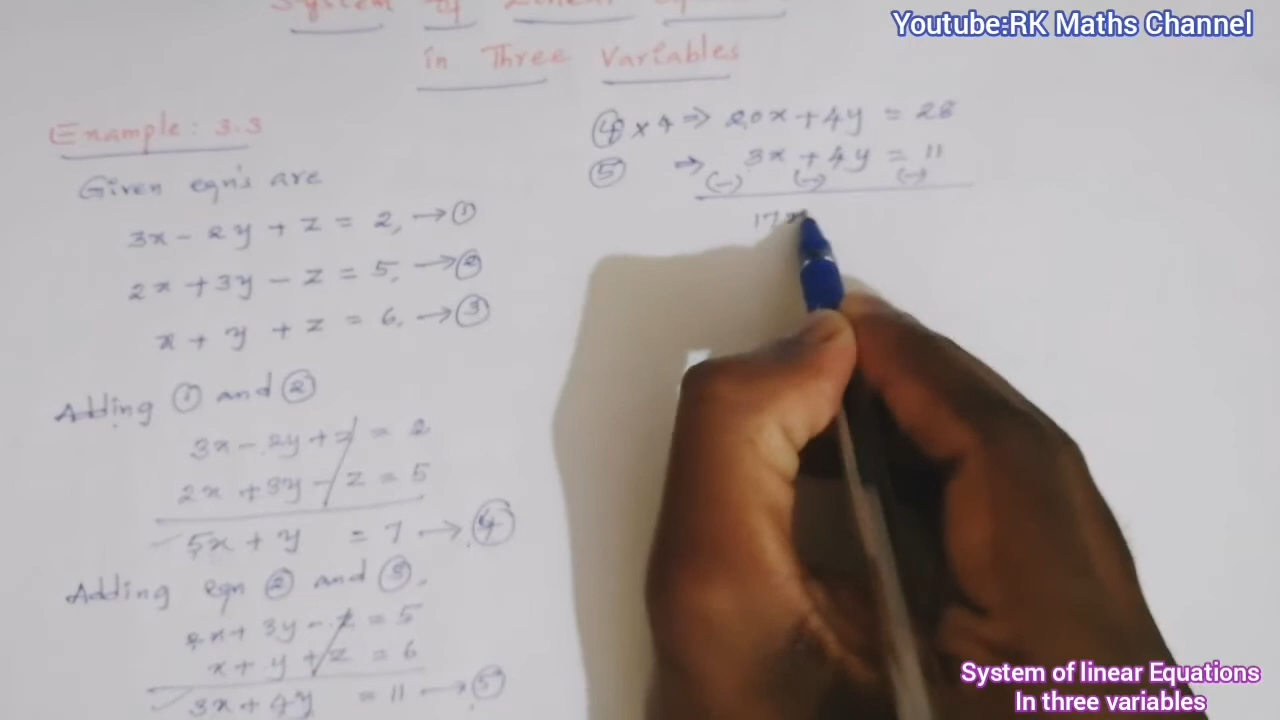 Youtube:RK Maths Channel
System of Linear
in Three Variables
Example: 3.3
Given eqn's are
3x - 2y + z = 2, → ①
2x + 3y - z = 5, → ②
x + y + z = 6, → ③
Adding ① and ②
3x - 2y + z = 2
2x + 3y - z = 5
5x + y = 7 → ④
Adding eqn ② and ③,
2x + 3y - z = 5
x + y + z = 6
3x + 4y = 11 → ⑤
④ × 4 ⇒ 20x + 4y = 28
⑤ ⇒ 3x + 4y = 11
(-) (-) (-)
17x
System of linear Equations
In three variables